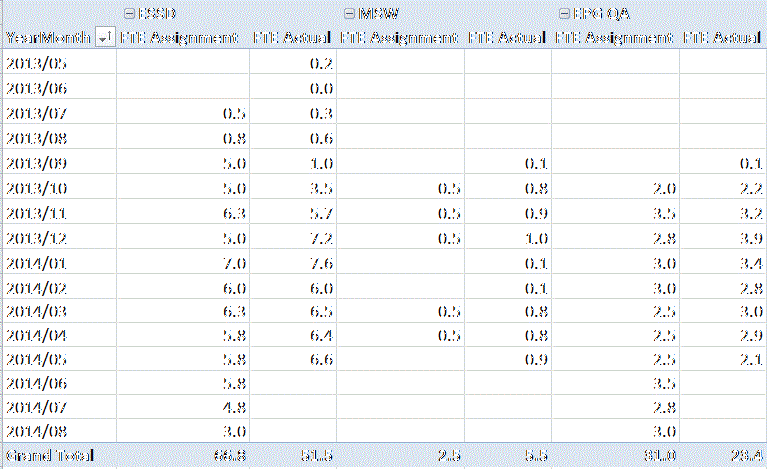 ESSD MSW EPG QA
YearMonth FTE Assignment FTE Actual FTE Assignment FTE Actual FTE Assignment FTE Actual
2013/05 0.2
2013/06 0.0
2013/07 0.5 0.3
2013/08 0.8 0.6
2013/09 5.0 1.0 0.1 0.1
2013/10 5.0 3.5 0.5 0.8 2.0 2.2
2013/11 6.3 5.7 0.5 0.9 3.5 3.2
2013/12 5.0 7.2 0.5 1.0 2.8 3.9
2014/01 7.0 7.6 0.1 3.0 3.4
2014/02 6.0 6.0 0.1 3.0 2.8
2014/03 6.3 6.5 0.5 0.8 2.5 3.0
2014/04 5.8 6.4 0.5 0.8 2.5 2.9
2014/05 5.8 6.6 0.9 2.5 2.1
2014/06 5.8 3.5
2014/07 4.8 2.8
2014/08 3.0 3.0
Grand Total 66.8 51.5 2.5 5.5 31.0 23.4